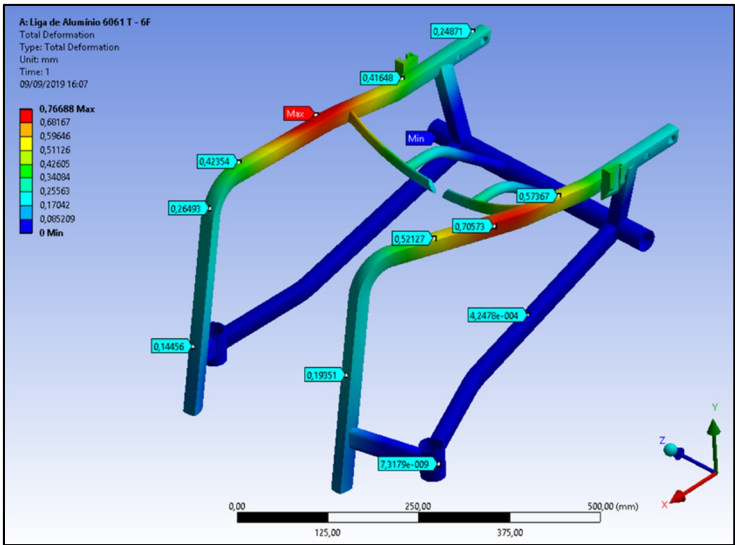 A: Liga de Alumínio 6061 T - 6F
Total Deformation
Type: Total Deformation
Unit: mm
Time: 1
09/09/2019 16:07
0,76688 Max
0,68167
0,59646
0,51126
0,42605
0,34084
0,25563
0,17042
0,085209
0 Min
0,24871
0,41648
Max
Min
0,42354
0,57367
0,26493
0,70573
0,52127
4,2478e-004
0,14456
0,19351
7,3179e-009
Y
Z
X
0,00
250,00
500,00 (mm)
125,00
375,00